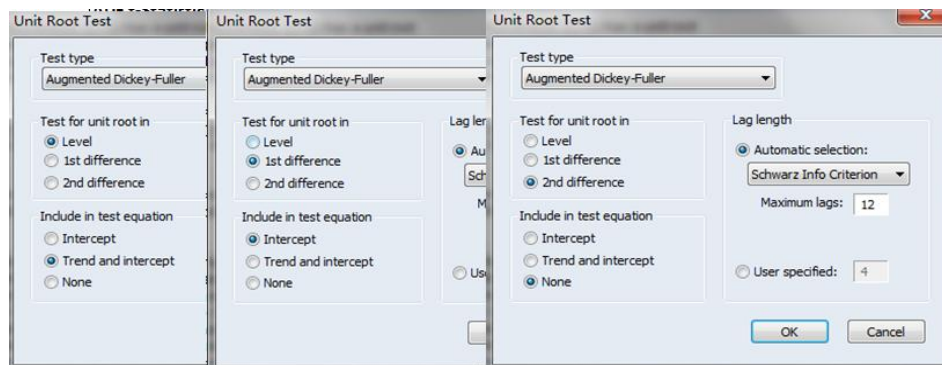 Unit Root Test
Test type
Augmented Dickey-Fuller
Test for unit root in
Level
1st difference
2nd difference
Include in test equation
Intercept
Trend and intercept
None
Unit Root Test
Test type
Augmented Dickey-Fuller
Test for unit root in
Level
1st difference
2nd difference
Include in test equation
Intercept
Trend and intercept
None
Lag ler
Au
Sch
M
Use
Unit Root Test
Test type
Augmented Dickey-Fuller
Test for unit root in
Level
1st difference
2nd difference
Include in test equation
Intercept
Trend and intercept
None
Lag length
Automatic selection:
Schwarz Info Criterion
Maximum lags: 12
User specified: 4
OK Cancel